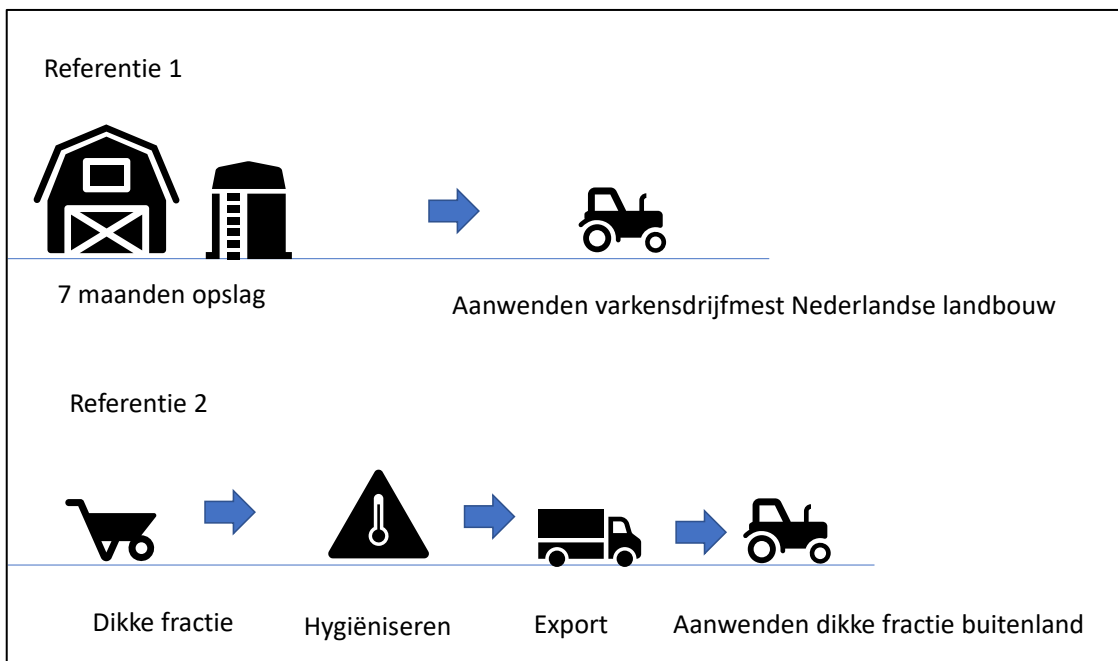 Referentie 1
7 maanden opslag
Aanwenden varkensdrijfmest Nederlandse landbouw
Referentie 2
Dikke fractie
Hygiëniseren
Export
Aanwenden dikke fractie buitenland